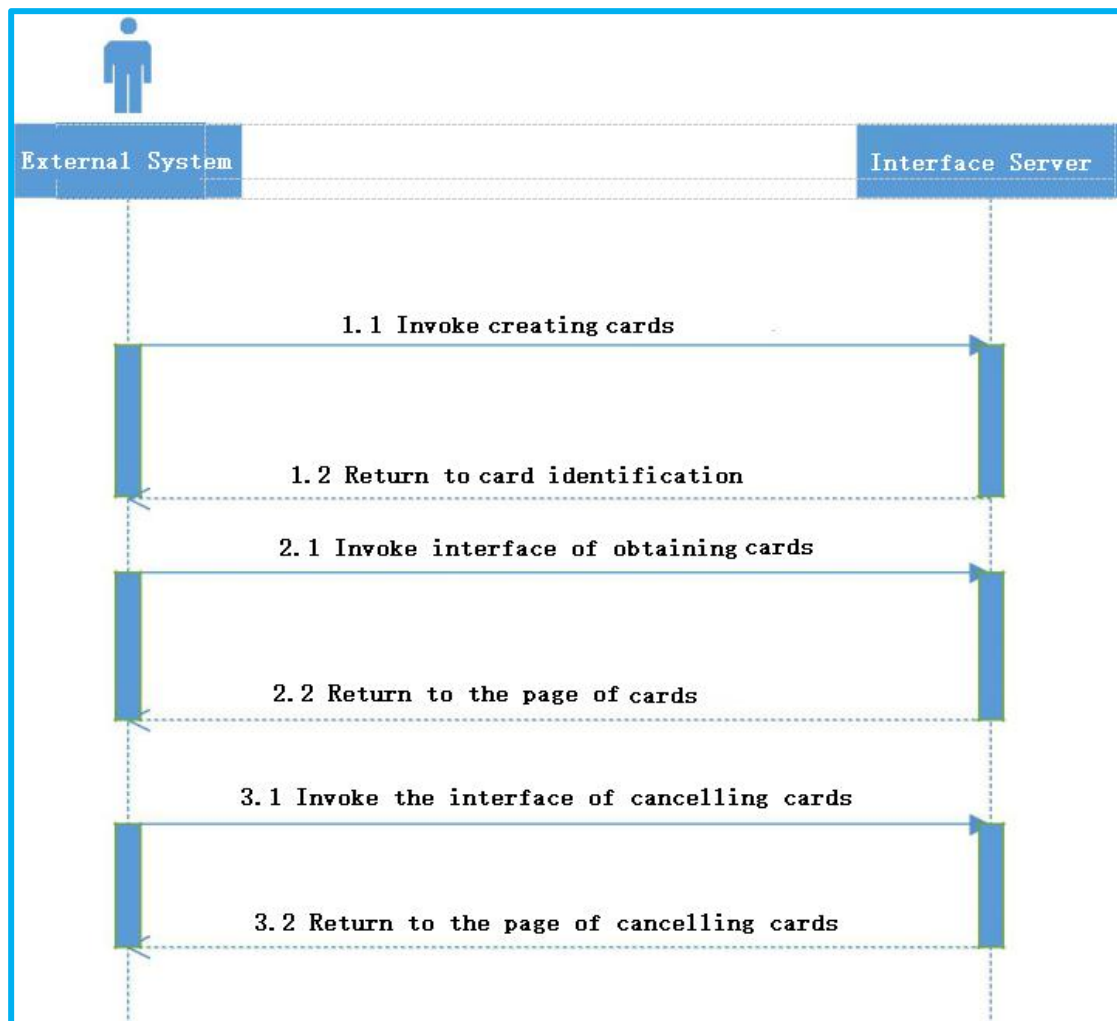 External System
Interface Server
1.1 Invoke creating cards
1.2 Return to card identification
2.1 Invoke interface of obtaining cards
2.2 Return to the page of cards
3.1 Invoke the interface of cancelling cards
3.2 Return to the page of cancelling cards